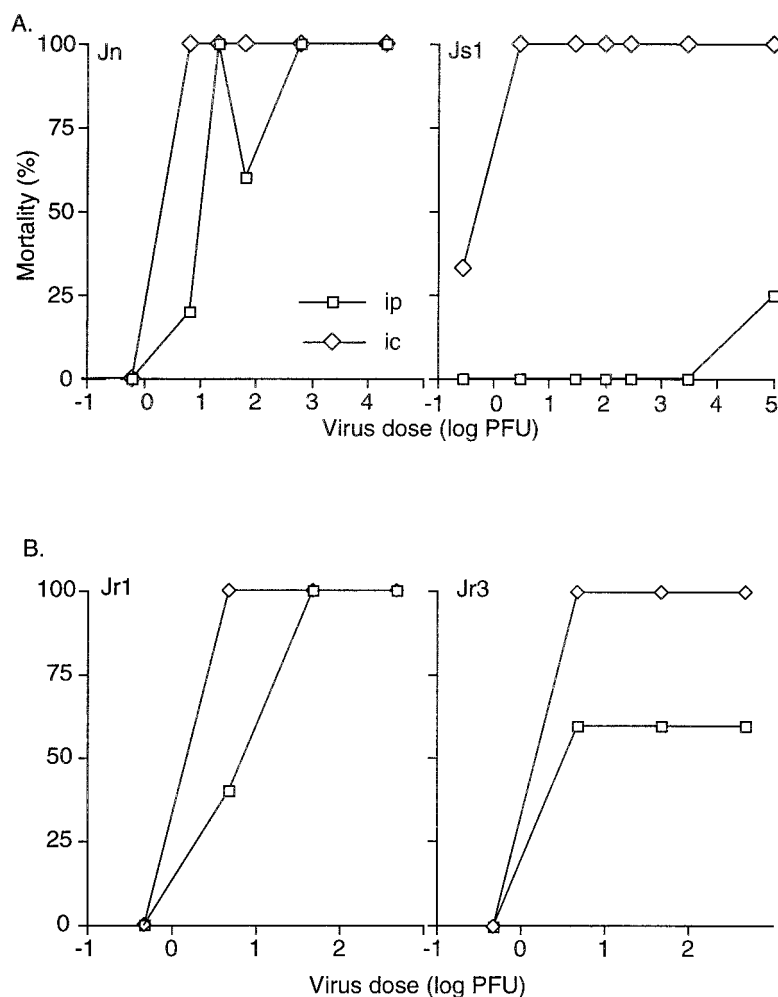 A.
Jn
Js1
Mortality (%)
100
75
50
25
0
ip
ic
-1 0 1 2 3 4
-1 0 1 2 3 4 5
Virus dose (log PFU)
B.
Jr1
Jr3
100
75
50
25
0
-1 0 1 2
-1 0 1 2
Virus dose (log PFU)